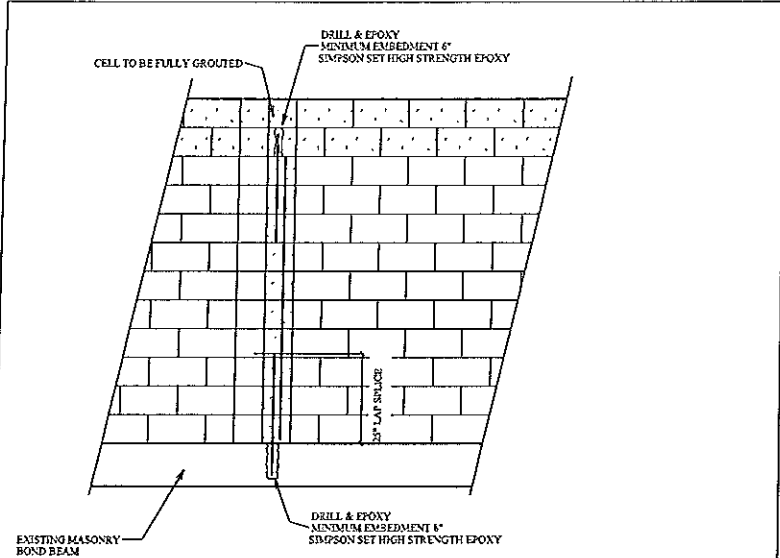 DRILL & EPOXY
MINIMUM EMBEDMENT 6"
SIMPSON SET HIGH STRENGTH EPOXY
CELL TO BE FULLY GROUTED
25" LAP SPLICE
DRILL & EPOXY
MINIMUM EMBEDMENT 6"
SIMPSON SET HIGH STRENGTH EPOXY
EXISTING MASONRY
BOND BEAM